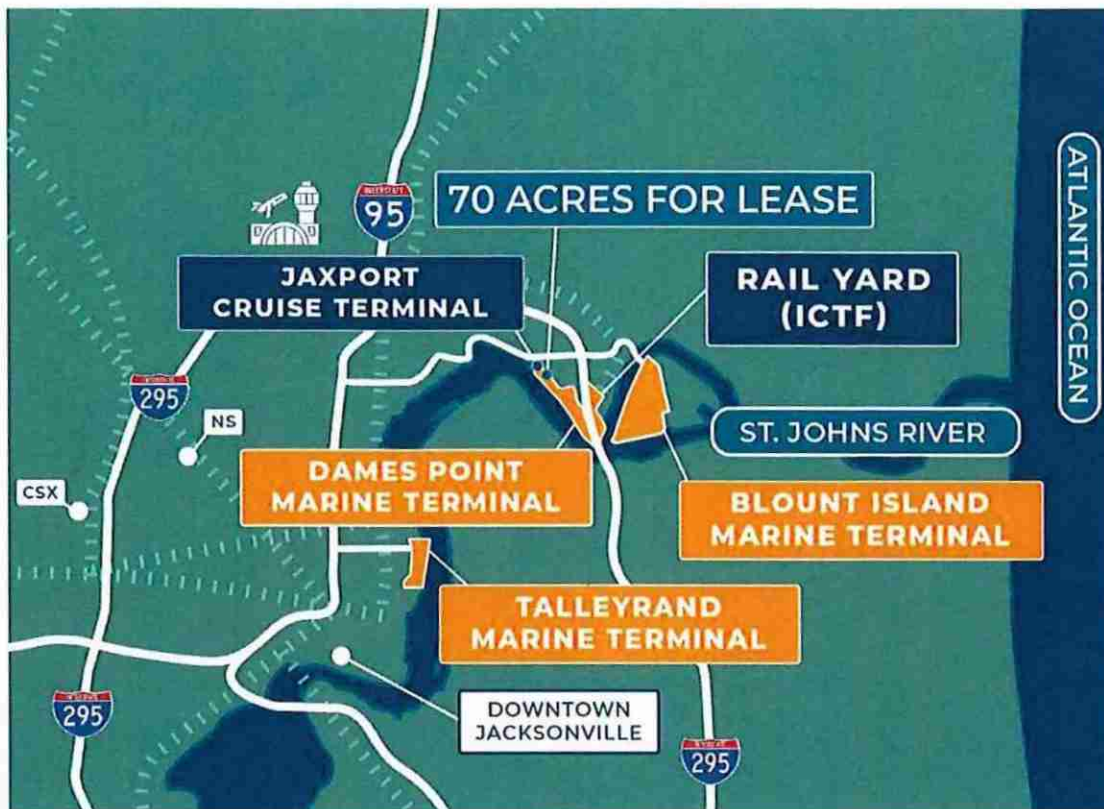 INTERSTATE
95
70 ACRES FOR LEASE
ATLANTIC OCEAN
JAXPORT
CRUISE TERMINAL
RAIL YARD
(ICTF)
295
NS
ST. JOHNS RIVER
CSX
DAMES POINT
MARINE TERMINAL
BLOUNT ISLAND
MARINE TERMINAL
TALLEYRAND
MARINE TERMINAL
295
DOWNTOWN
JACKSONVILLE
295